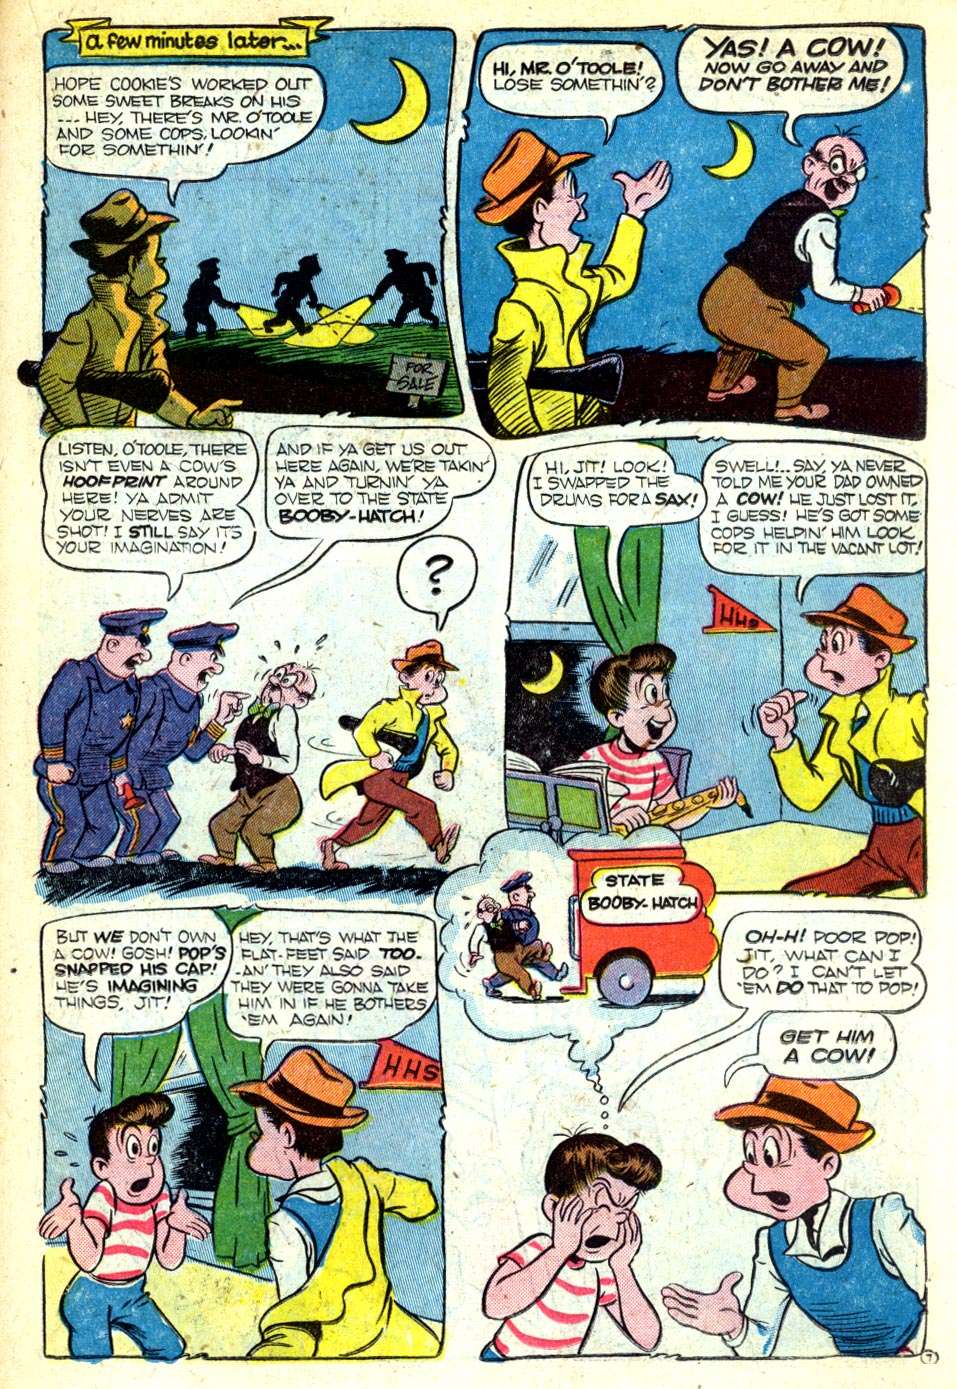 a few minutes later...
HOPE COOKIE'S WORKED OUT
SOME SWEET BREAKS ON HIS
--- HEY, THERE'S MR. O'TOOLE
AND SOME COPS, LOOKIN'
FOR SOMETHIN'!
FOR
SALE
HI, MR. O'TOOLE!
LOSE SOMETHIN'?
YAS! A COW!
NOW GO AWAY AND
DON'T BOTHER ME!
LISTEN, O'TOOLE, THERE
ISN'T EVEN A COW'S
HOOFPRINT AROUND
HERE! YA ADMIT
YOUR NERVES ARE
SHOT! I STILL SAY IT'S
YOUR IMAGINATION!
AND IF YA GET US OUT
HERE AGAIN, WE'RE TAKIN'
YA AND TURNIN' YA
OVER TO THE STATE
BOOBY-HATCH!
?
HI, JIT! LOOK!
I SWAPPED THE
DRUMS FOR A SAX!
SWELL!.. SAY, YA NEVER
TOLD ME YOUR DAD OWNED
A COW! HE JUST LOST IT,
I GUESS! HE'S GOT SOME
COPS HELPIN' HIM LOOK
FOR IT IN THE VACANT LOT!
HHS
BUT WE DON'T OWN
A COW! GOSH! POP'S
SNAPPED HIS CAP!
HE'S IMAGINING
THINGS, JIT!
HEY, THAT'S WHAT THE
FLAT-FEET SAID TOO-
-AN' THEY ALSO SAID
THEY WERE GONNA TAKE
HIM IN IF HE BOTHERS
'EM AGAIN!
HHS
STATE
BOOBY-HATCH
OH-H! POOR POP!
JIT, WHAT CAN I
DO? I CAN'T LET
'EM DO THAT TO POP!
GET HIM
A COW!
7